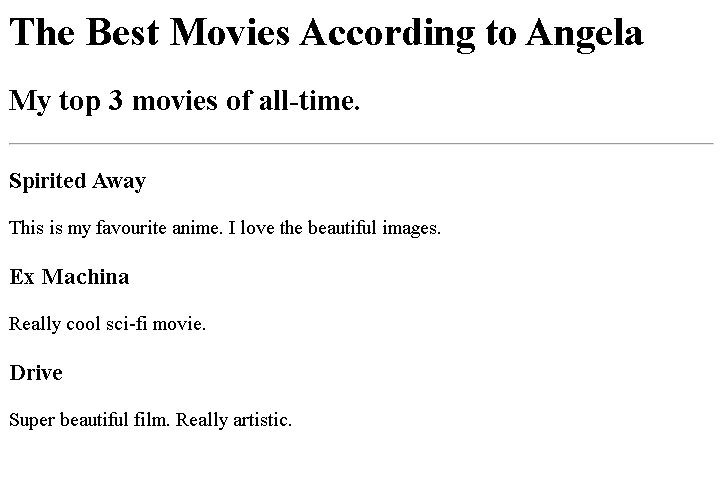 The Best Movies According to Angela
My top 3 movies of all-time.
Spirited Away
This is my favourite anime. I love the beautiful images.
Ex Machina
Really cool sci-fi movie.
Drive
Super beautiful film. Really artistic.